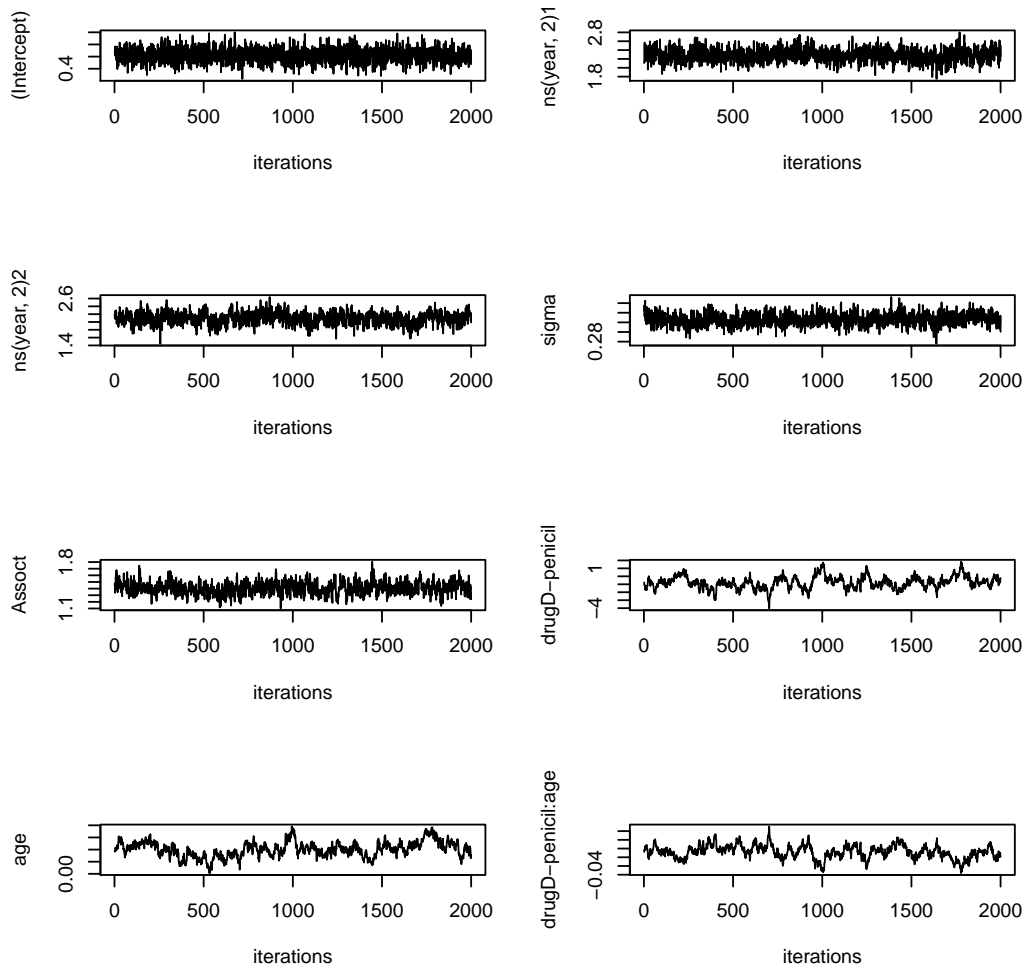 (Intercept)
0.4
0 500 1000 1500 2000
iterations
ns(year, 2)1
1.8 2.8
0 500 1000 1500 2000
iterations
ns(year, 2)2
1.4 2.6
0 500 1000 1500 2000
iterations
sigma
0.28
0 500 1000 1500 2000
iterations
Assoct
1.1 1.8
0 500 1000 1500 2000
iterations
drugD−penicil
−4 1
0 500 1000 1500 2000
iterations
age
0.00
0 500 1000 1500 2000
iterations
drugD−penicil:age
−0.04
0 500 1000 1500 2000
iterations